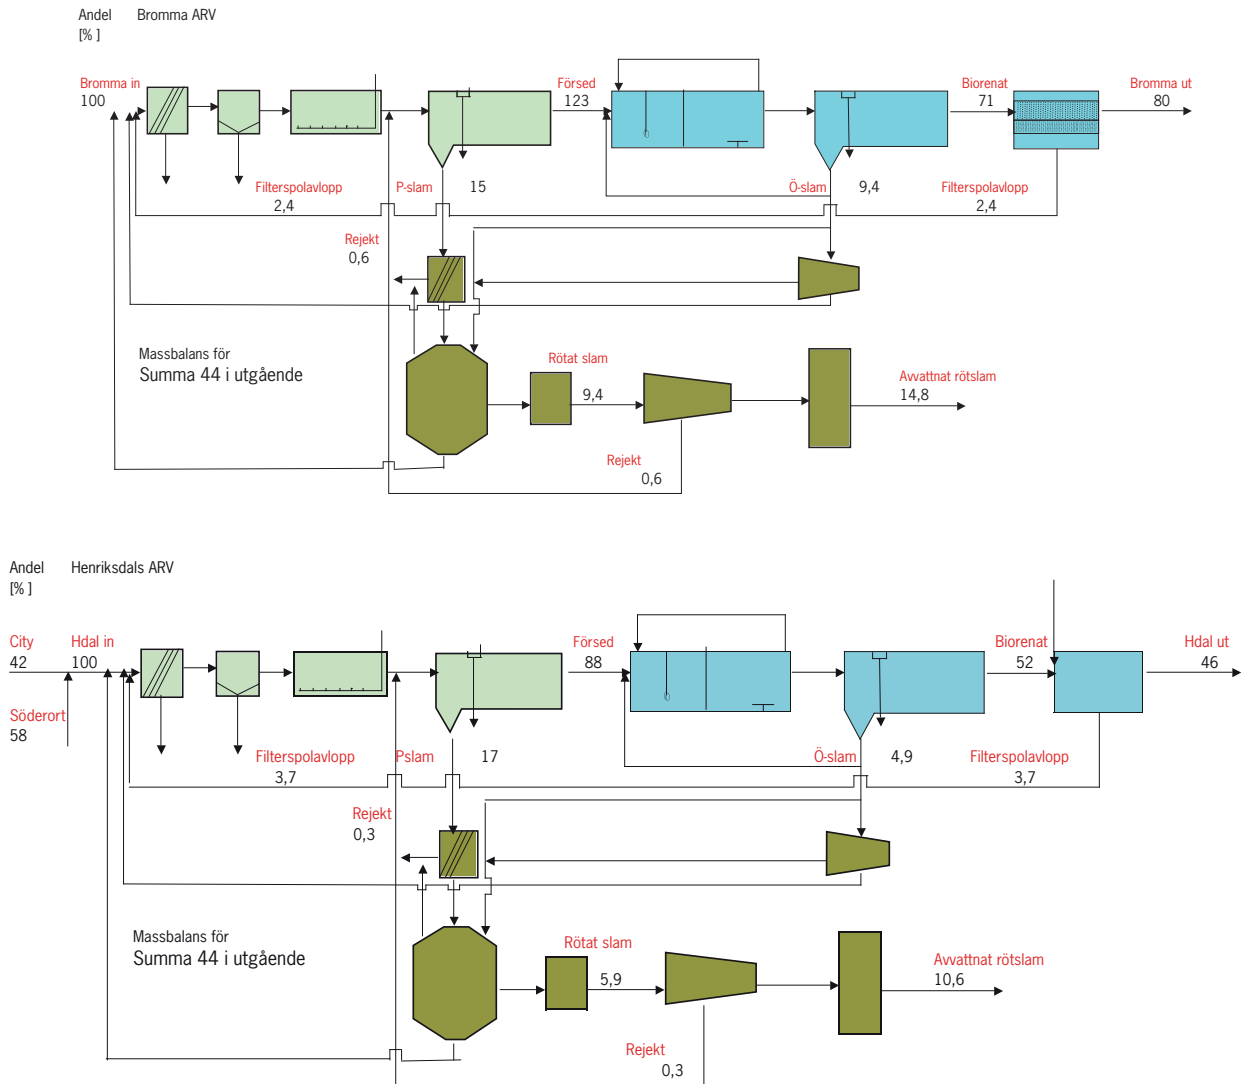 Andel Bromma ARV
[% ]
Bromma in
100
Försed
123
Biorenat
71
Bromma ut
80
Filterspolavlopp
2,4
P-slam 15
Ö-slam 9,4
Filterspolavlopp
2,4
Rejekt
0,6
Massbalans för
Summa 44 i utgående
Rötat slam
9,4
Avvattnat rötslam
14,8
Rejekt
0,6
Andel Henriksdals ARV
[% ]
City
42
Hdal in
100
Söderort
58
Försed
88
Biorenat
52
Hdal ut
46
Filterspolavlopp
3,7
Pslam 17
Ö-slam 4,9
Filterspolavlopp
3,7
Rejekt
0,3
Massbalans för
Summa 44 i utgående
Rötat slam
5,9
Avvattnat rötslam
10,6
Rejekt
0,3